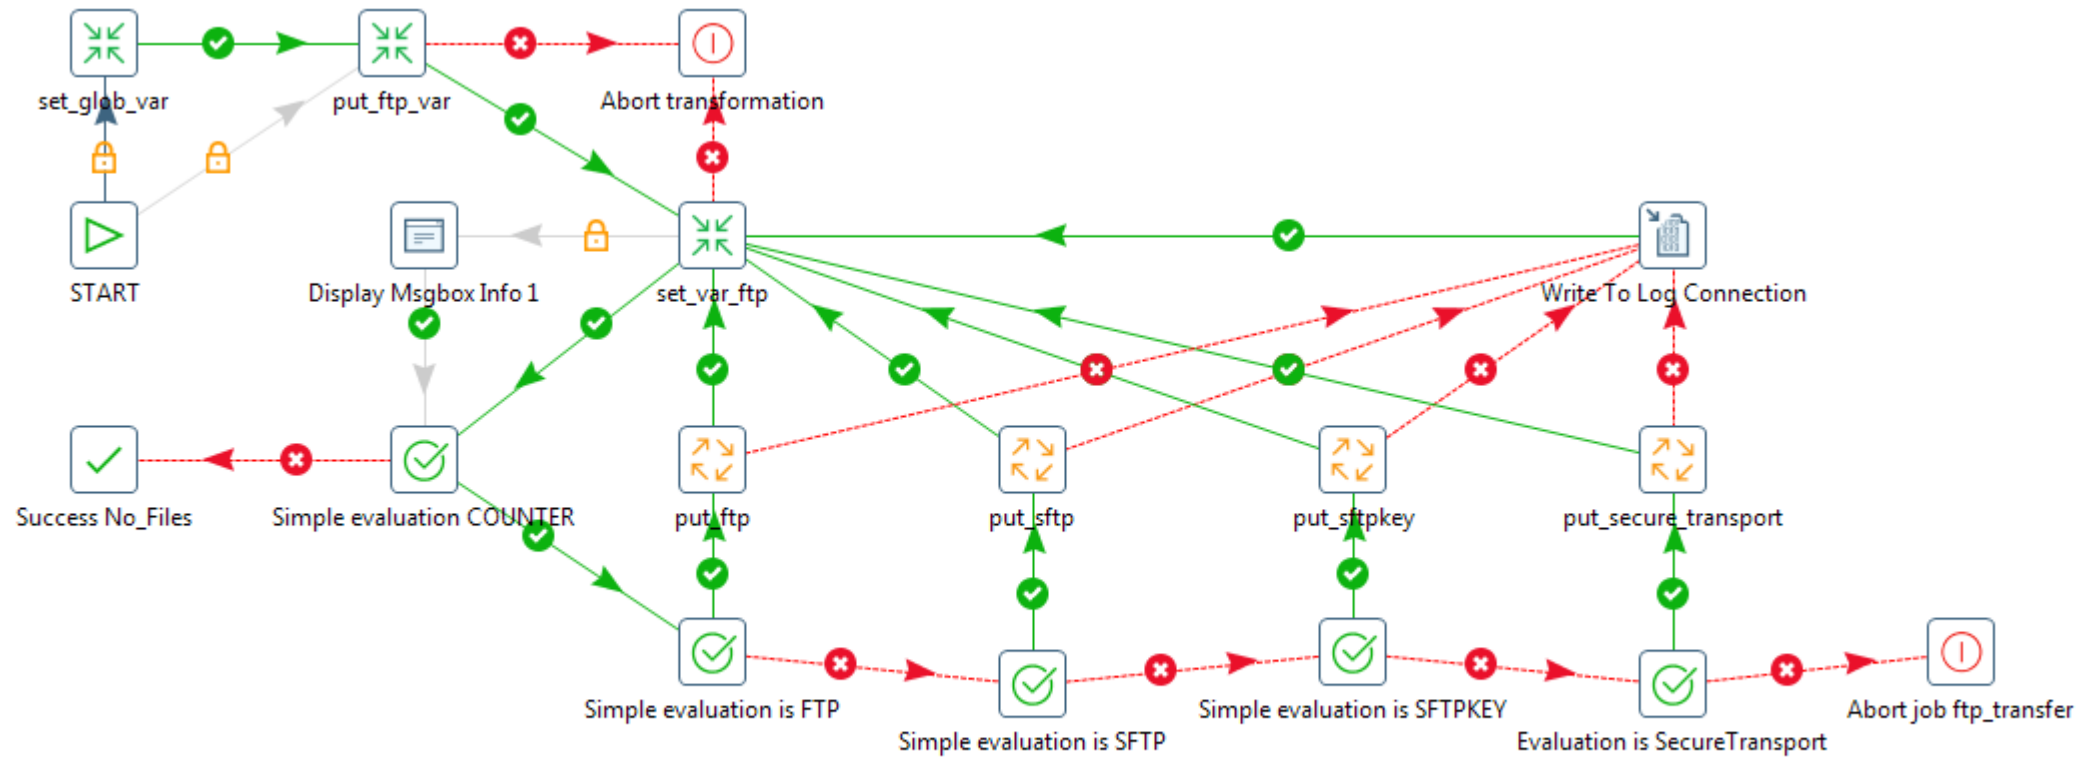 set_glob_var
put_ftp_var
Abort transformation
START
Display Msgbox Info 1
set_var_ftp
Write To Log Connection
Success No_Files
Simple evaluation COUNTER
put_ftp
put_sftp
put_sftpkey
put_secure_transport
Simple evaluation is FTP
Simple evaluation is SFTP
Simple evaluation is SFTPKEY
Evaluation is SecureTransport
Abort job ftp_transfer